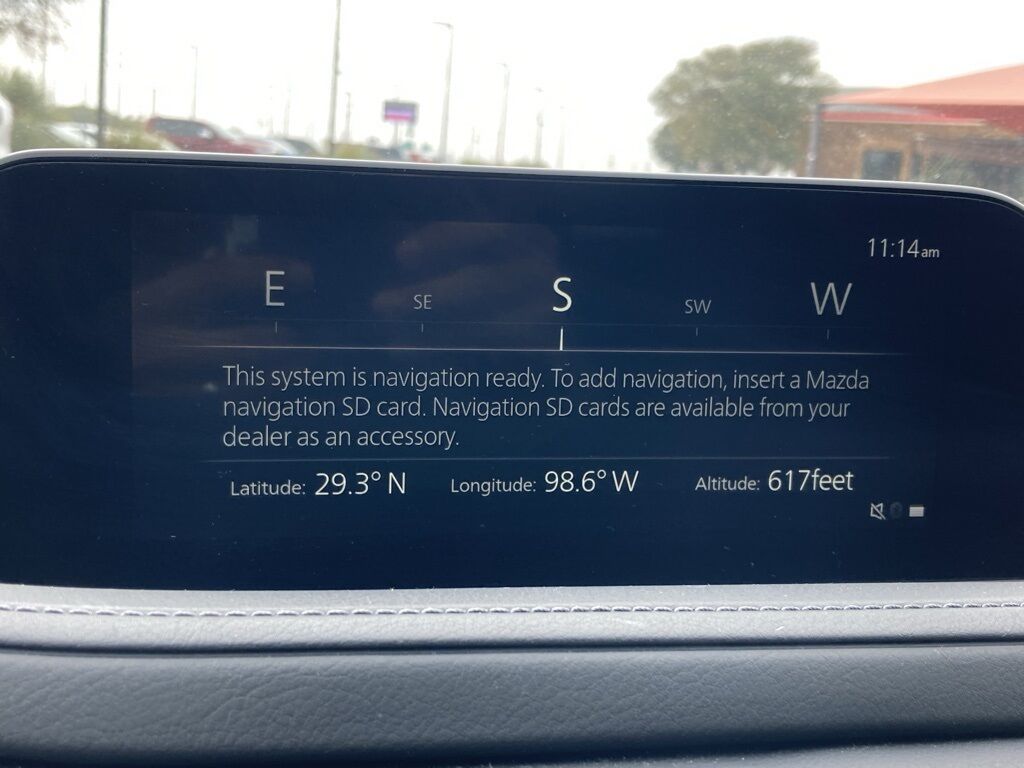 11:14am
E SE S SW W
This system is navigation ready. To add navigation, insert a Mazda
navigation SD card. Navigation SD cards are available from your
dealer as an accessory.
Latitude: 29.3° N Longitude: 98.6° W Altitude: 617feet